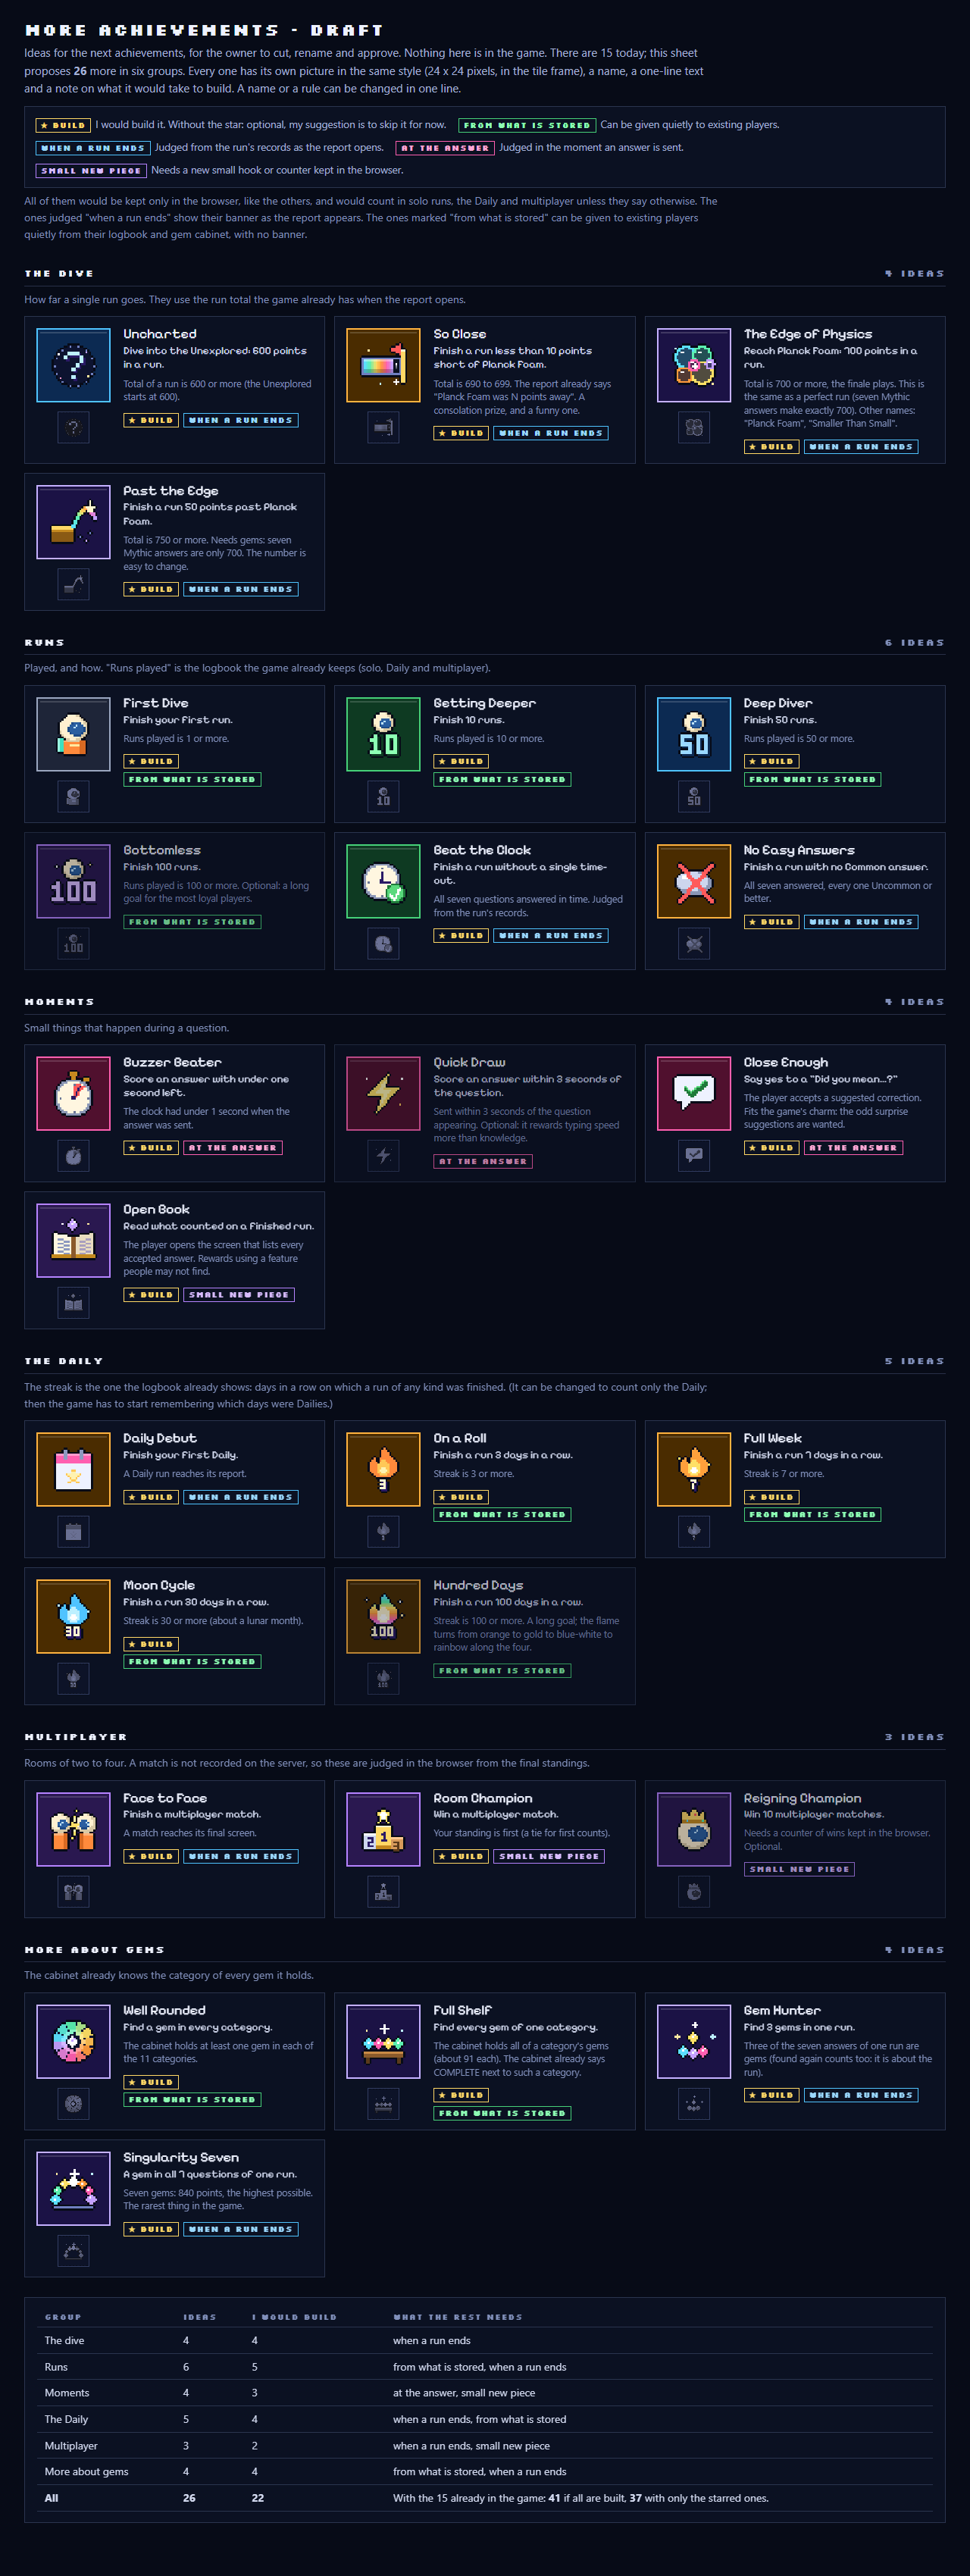 MORE ACHIEVEMENTS - DRAFT
Ideas for the next achievements, for the owner to cut, rename and approve. Nothing here is in the game. There are 15 today; this sheet
proposes 26 more in six groups. Every one has its own picture in the same style (24 x 24 pixels, in the tile frame), a name, a one-line text
and a note on what it would take to build. A name or a rule can be changed in one line.
★ BUILD I would build it. Without the star: optional, my suggestion is to skip it for now. FROM WHAT IS STORED Can be given quietly to existing players.
WHEN A RUN ENDS Judged from the run's records as the report opens. AT THE ANSWER Judged in the moment an answer is sent.
SMALL NEW PIECE Needs a new small hook or counter kept in the browser.
All of them would be kept only in the browser, like the others, and would count in solo runs, the Daily and multiplayer unless they say otherwise. The
ones judged "when a run ends" show their banner as the report appears. The ones marked "from what is stored" can be given to existing players
quietly from their logbook and gem cabinet, with no banner.
THE DIVE
4 IDEAS
How far a single run goes. They use the run total the game already has when the report opens.
Uncharted
Dive into the Unexplored: 600 points
in a run.
Total of a run is 600 or more (the Unexplored
starts at 600).
★ BUILD WHEN A RUN ENDS
So Close
Finish a run less than 10 points
short of Planck Foam.
Total is 690 to 699. The report already says
"Planck Foam was N points away". A
consolation prize, and a funny one.
★ BUILD WHEN A RUN ENDS
The Edge of Physics
Reach Planck Foam: 700 points in a
run.
Total is 700 or more, the finale plays. This is
the same as a perfect run (seven Mythic
answers make exactly 700). Other names:
"Planck Foam", "Smaller Than Small".
★ BUILD WHEN A RUN ENDS
Past the Edge
Finish a run 50 points past Planck
Foam.
Total is 750 or more. Needs gems: seven
Mythic answers are only 700. The number is
easy to change.
★ BUILD WHEN A RUN ENDS
RUNS
6 IDEAS
Played, and how. "Runs played" is the logbook the game already keeps (solo, Daily and multiplayer).
First Dive
Finish your first run.
Runs played is 1 or more.
★ BUILD
FROM WHAT IS STORED
10
Getting Deeper
Finish 10 runs.
Runs played is 10 or more.
★ BUILD
FROM WHAT IS STORED
10
50
Deep Diver
Finish 50 runs.
Runs played is 50 or more.
★ BUILD
FROM WHAT IS STORED
50
100
Bottomless
Finish 100 runs.
Runs played is 100 or more. Optional: a long
goal for the most loyal players.
FROM WHAT IS STORED
100
Beat the Clock
Finish a run without a single time-
out.
All seven questions answered in time. Judged
from the run's records.
★ BUILD WHEN A RUN ENDS
No Easy Answers
Finish a run with no Common answer.
All seven answered, every one Uncommon or
better.
★ BUILD WHEN A RUN ENDS
MOMENTS
4 IDEAS
Small things that happen during a question.
Buzzer Beater
Score an answer with under one
second left.
The clock had under 1 second when the
answer was sent.
★ BUILD AT THE ANSWER
Quick Draw
Score an answer within 3 seconds of
the question.
Sent within 3 seconds of the question
appearing. Optional: it rewards typing speed
more than knowledge.
AT THE ANSWER
Close Enough
Say yes to a "Did you mean...?"
The player accepts a suggested correction.
Fits the game's charm: the odd surprise
suggestions are wanted.
★ BUILD AT THE ANSWER
Open Book
Read what counted on a finished run.
The player opens the screen that lists every
accepted answer. Rewards using a feature
people may not find.
★ BUILD SMALL NEW PIECE
THE DAILY
5 IDEAS
The streak is the one the logbook already shows: days in a row on which a run of any kind was finished. (It can be changed to count only the Daily;
then the game has to start remembering which days were Dailies.)
Daily Debut
Finish your first Daily.
A Daily run reaches its report.
★ BUILD WHEN A RUN ENDS
3
On a Roll
Finish a run 3 days in a row.
Streak is 3 or more.
★ BUILD
FROM WHAT IS STORED
7
Full Week
Finish a run 7 days in a row.
Streak is 7 or more.
★ BUILD
FROM WHAT IS STORED
30
Moon Cycle
Finish a run 30 days in a row.
Streak is 30 or more (about a lunar month).
★ BUILD
FROM WHAT IS STORED
100
Hundred Days
Finish a run 100 days in a row.
Streak is 100 or more. A long goal; the flame
turns from orange to gold to blue-white to
rainbow along the four.
FROM WHAT IS STORED
MULTIPLAYER
3 IDEAS
Rooms of two to four. A match is not recorded on the server, so these are judged in the browser from the final standings.
Face to Face
Finish a multiplayer match.
A match reaches its final screen.
★ BUILD WHEN A RUN ENDS
2 1 3
Room Champion
Win a multiplayer match.
Your standing is first (a tie for first counts).
★ BUILD SMALL NEW PIECE
Reigning Champion
Win 10 multiplayer matches.
Needs a counter of wins kept in the browser.
Optional.
SMALL NEW PIECE
MORE ABOUT GEMS
4 IDEAS
The cabinet already knows the category of every gem it holds.
Well Rounded
Find a gem in every category.
The cabinet holds at least one gem in each of
the 11 categories.
★ BUILD
FROM WHAT IS STORED
Full Shelf
Find every gem of one category.
The cabinet holds all of a category's gems
(about 91 each). The cabinet already says
COMPLETE next to such a category.
★ BUILD
FROM WHAT IS STORED
Gem Hunter
Find 3 gems in one run.
Three of the seven answers of one run are
gems (found again counts too: it is about the
run).
★ BUILD WHEN A RUN ENDS
Singularity Seven
A gem in all 7 questions of one run.
Seven gems: 840 points, the highest possible.
The rarest thing in the game.
★ BUILD WHEN A RUN ENDS
GROUP IDEAS I WOULD BUILD WHAT THE REST NEEDS
The dive 4 4 when a run ends
Runs 6 5 from what is stored, when a run ends
Moments 4 3 at the answer, small new piece
The Daily 5 4 when a run ends, from what is stored
Multiplayer 3 2 when a run ends, small new piece
More about gems 4 4 from what is stored, when a run ends
All 26 22 With the 15 already in the game: 41 if all are built, 37 with only the starred ones.